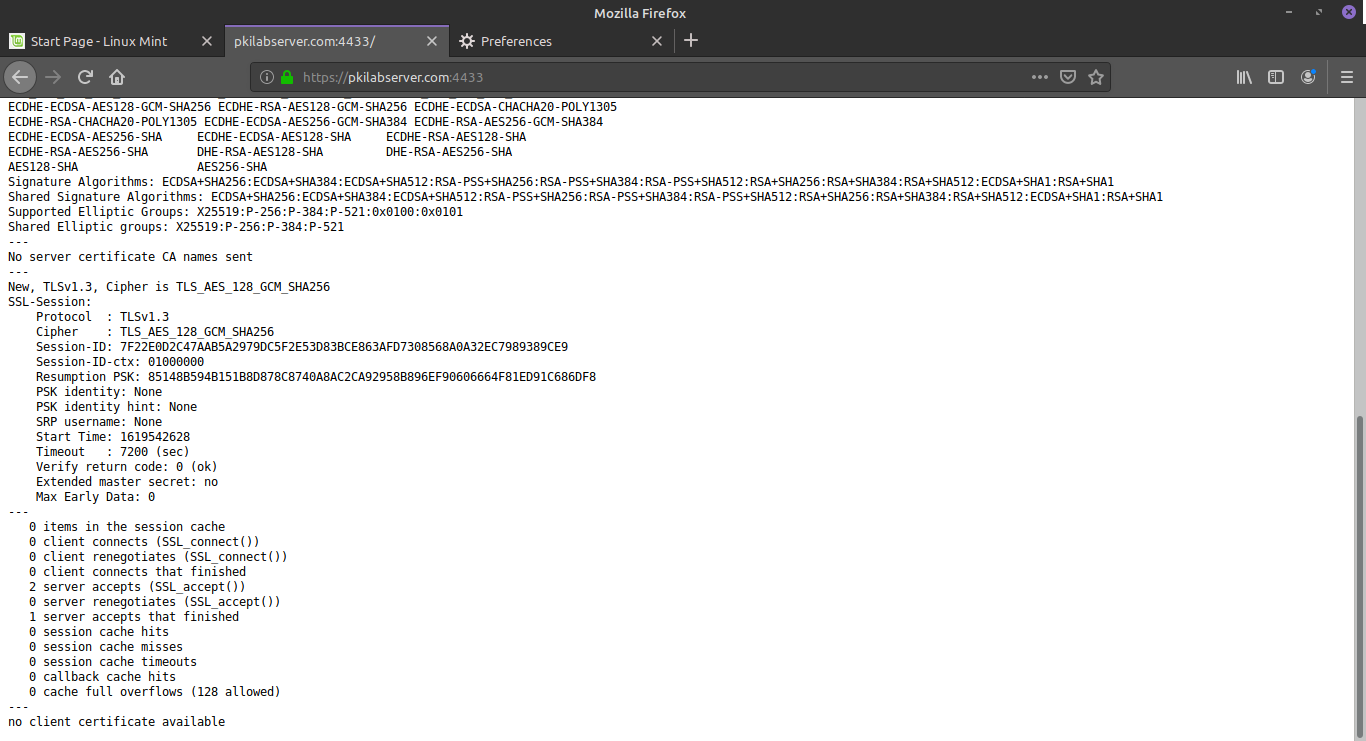 Mozilla Firefox
Start Page - Linux Mint
pkilabserver.com:4433/
Preferences
https://pkilabserver.com:4433
ECDHE-ECDSA-AES128-GCM-SHA256 ECDHE-RSA-AES128-GCM-SHA256 ECDHE-ECDSA-CHACHA20-POLY1305
ECDHE-RSA-CHACHA20-POLY1305 ECDHE-ECDSA-AES256-GCM-SHA384 ECDHE-RSA-AES256-GCM-SHA384
ECDHE-ECDSA-AES256-SHA     ECDHE-ECDSA-AES128-SHA     ECDHE-RSA-AES128-SHA
ECDHE-RSA-AES256-SHA       DHE-RSA-AES128-SHA         DHE-RSA-AES256-SHA
AES128-SHA                 AES256-SHA
Signature Algorithms: ECDSA+SHA256:ECDSA+SHA384:ECDSA+SHA512:RSA-PSS+SHA256:RSA-PSS+SHA384:RSA-PSS+SHA512:RSA+SHA256:RSA+SHA384:RSA+SHA512:ECDSA+SHA1:RSA+SHA1
Shared Signature Algorithms: ECDSA+SHA256:ECDSA+SHA384:ECDSA+SHA512:RSA-PSS+SHA256:RSA-PSS+SHA384:RSA-PSS+SHA512:RSA+SHA256:RSA+SHA384:RSA+SHA512:ECDSA+SHA1:RSA+SHA1
Supported Elliptic Groups: X25519:P-256:P-384:P-521:0x0100:0x0101
Shared Elliptic groups: X25519:P-256:P-384:P-521
---
No server certificate CA names sent
---
New, TLSv1.3, Cipher is TLS_AES_128_GCM_SHA256
SSL-Session:
    Protocol  : TLSv1.3
    Cipher    : TLS_AES_128_GCM_SHA256
    Session-ID: 7F22E0D2C47AAB5A2979DC5F2E53D83BCE863AFD7308568A0A32EC7989389CE9
    Session-ID-ctx: 01000000
    Resumption PSK: 85148B594B151B8D878C8740A8AC2CA92958B896EF90606664F81ED91C686DF8
    PSK identity: None
    PSK identity hint: None
    SRP username: None
    Start Time: 1619542628
    Timeout   : 7200 (sec)
    Verify return code: 0 (ok)
    Extended master secret: no
    Max Early Data: 0
---
   0 items in the session cache
   0 client connects (SSL_connect())
   0 client renegotiates (SSL_connect())
   0 client connects that finished
   2 server accepts (SSL_accept())
   0 server renegotiates (SSL_accept())
   1 server accepts that finished
   0 session cache hits
   0 session cache misses
   0 session cache timeouts
   0 callback cache hits
   0 cache full overflows (128 allowed)
---
no client certificate available